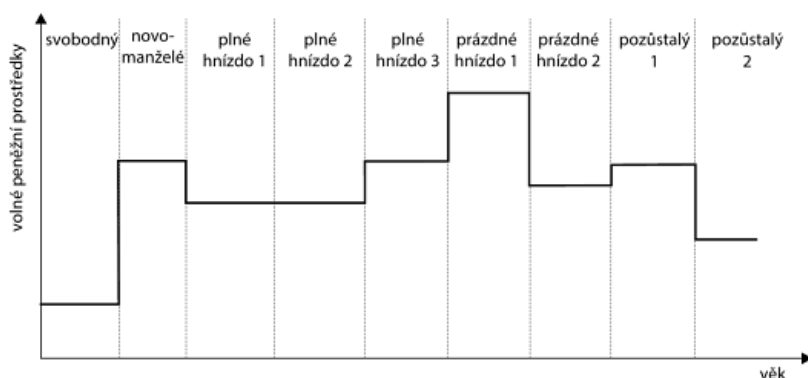 volné peněžní prostředky
svobodný
novo-
manželé
plné
hnízdo 1
plné
hnízdo 2
plné
hnízdo 3
prázdné
hnízdo 1
prázdné
hnízdo 2
pozůstalý
1
pozůstalý
2
věk